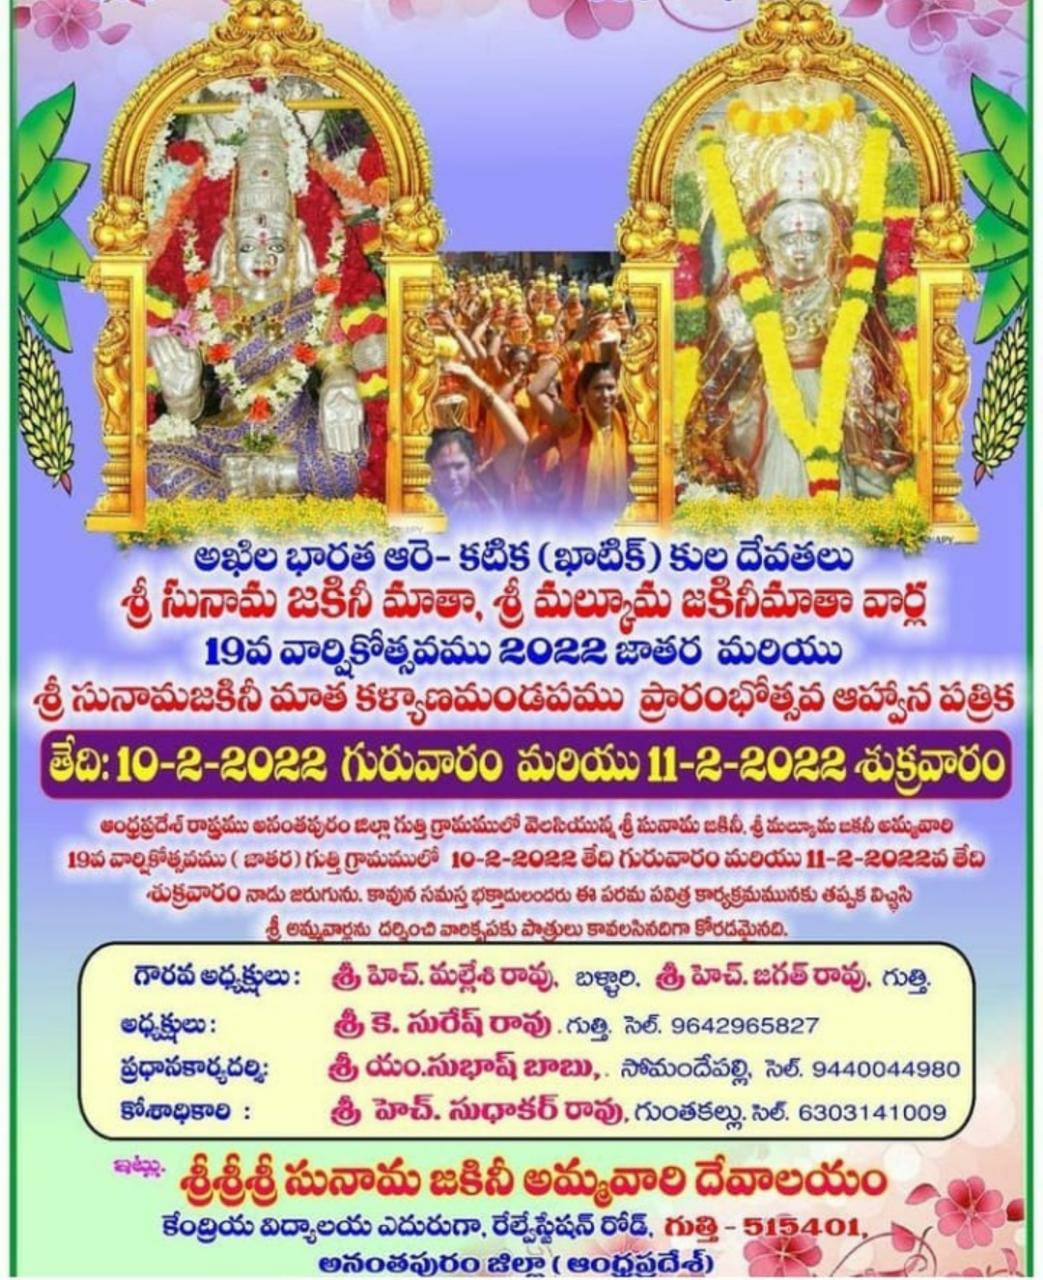 అఖిల భారత ఆరె- కటిక (ఖాటిక్) కుల దేవతలు
శ్రీ సునామ జకినీ మాతా, శ్రీ మల్కూమ జకినీమాతా వార్ల
19వ వార్షికోత్సవము 2022 జాతర మరియు
శ్రీ సునామజకినీ మాత కళ్యాణమండపము ప్రారంభోత్సవ ఆహ్వాన పత్రిక
తేది: 10-2-2022 గురువారం మరియు 11-2-2022 శుక్రవారం
ఆంధ్రప్రదేశ్ రాష్ట్రము అనంతపురం జిల్లా గుత్తి గ్రామములో వెలసియున్న శ్రీ సునామ జకినీ, శ్రీ మల్కూమ జకనీ అమ్మవారి
19వ వార్షికోత్సవము ( జాతర) గుత్తి గ్రామములో 10-2-2022 తేది గురువారం మరియు 11-2-2022వ తేది
శుక్రవారం నాడు జరుగును. కావున సమస్త భక్తాదులందరు ఈ పరమ పవిత్ర కార్యక్రమమునకు తప్పక విచ్చేసి
శ్రీ అమ్మవార్లను దర్శించి వారికృపకు పాత్రులు కావలసినదిగా కోరడమైనది.
గౌరవ అధ్యక్షులు: శ్రీ హెచ్. మల్లేశి రావు, బళ్ళారి, శ్రీ హెచ్. జగత్ రావు, గుత్తి.
అధ్యక్షులు: శ్రీ కె. సురేష్ రావు . గుత్తి, సెల్. 9642965827
ప్రధానకార్యదర్శి: శ్రీ యం.సుభాష్ బాబు,. సోమందేపల్లి, సెల్. 9440044980
కోశాధికారి : శ్రీ హెచ్. సుధాకర్ రావు, గుంతకల్లు. సెల్. 6303141009
ఇట్లు.
శ్రీశ్రీశ్రీ సునామ జకినీ అమ్మవారి దేవాలయం
కేంద్రియ విద్యాలయ ఎదురుగా, రేల్వేస్టేషన్ రోడ్, గుత్తి - 515401,
అనంతపురం జిల్లా ( ఆంధ్రప్రదేశ్)